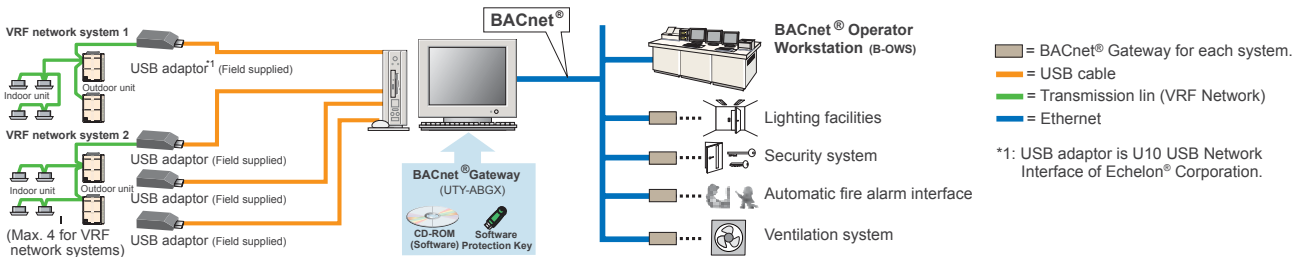 VRF network system 1
USB adaptor*1 (Field supplied)
Indoor unit
Outdoor unit
VRF network system 2
USB adaptor (Field supplied)
Indoor unit
Outdoor unit
USB adaptor (Field supplied)
(Max. 4 for VRF
network systems)
USB adaptor (Field supplied)
BACnet®
BACnet®Gateway
(UTY-ABGX)
CD-ROM
(Software)
Software
Protection Key
BACnet® Operator
Workstation (B-OWS)
Lighting facilities
Security system
Automatic fire alarm interface
Ventilation system
= BACnet® Gateway for each system.
= USB cable
= Transmission lin (VRF Network)
= Ethernet
*1: USB adaptor is U10 USB Network
Interface of Echelon® Corporation.